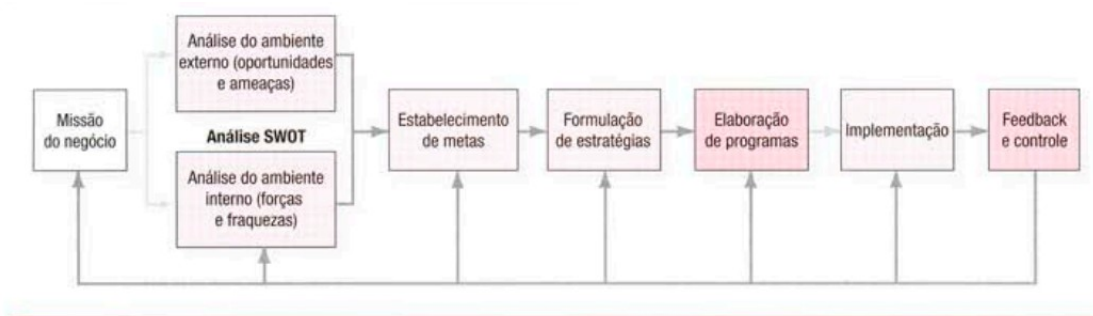 Missão
do negócio
Análise do ambiente
externo (oportunidades
e ameaças)
Análise SWOT
Análise do ambiente
interno (forças
e fraquezas)
Estabelecimento
de metas
Formulação
de estratégias
Elaboração
de programas
Implementação
Feedback
e controle